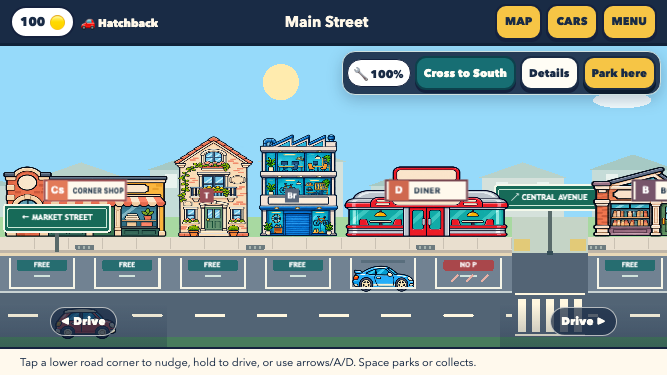 100
Hatchback
Main Street
MAP
CARS
MENU
100%
Cross to South
Details
Park here
Cs CORNER SHOP
T
Br
D DINER
B
← MARKET STREET
↗ CENTRAL AVENUE
FREE
FREE
FREE
FREE
NO P
FREE
◀ Drive
Drive ▶
Tap a lower road corner to nudge, hold to drive, or use arrows/A/D. Space parks or collects.